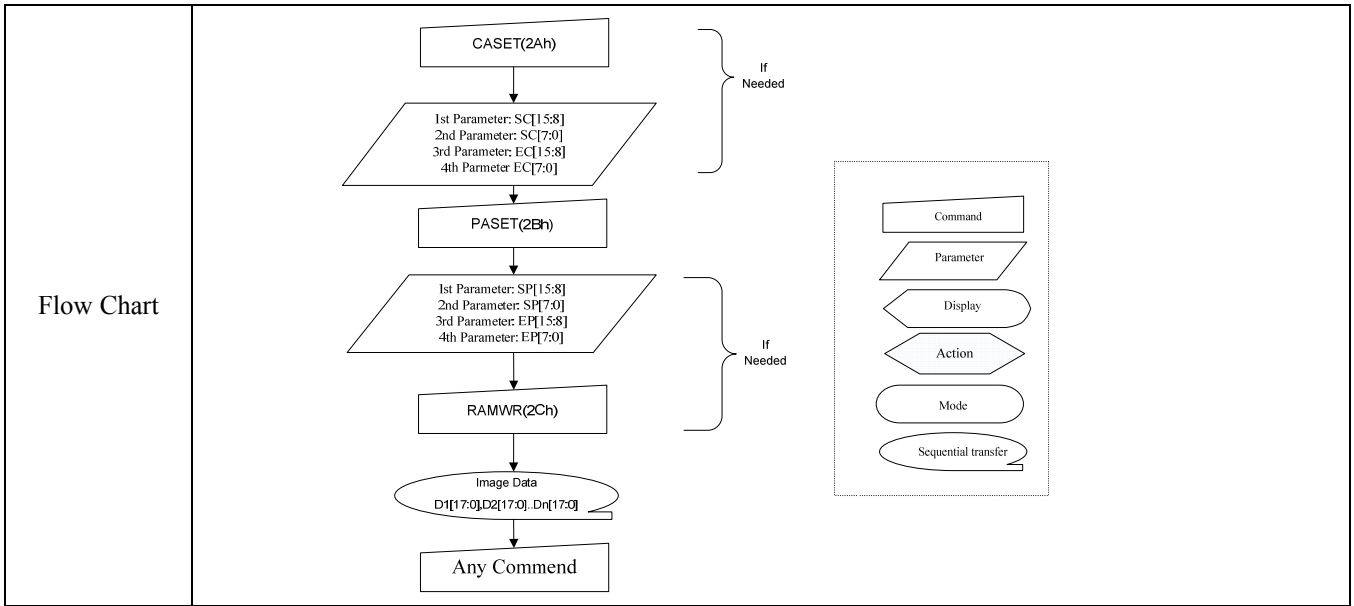 Flow Chart
CASET(2Ah)
1st Parameter: SC[15:8]
2nd Parameter: SC[7:0]
3rd Parameter: EC[15:8]
4th Parmeter EC[7:0]
If
Needed
PASET(2Bh)
1st Parameter: SP[15:8]
2nd Parameter: SP[7:0]
3rd Parameter: EP[15:8]
4th Parameter: EP[7:0]
If
Needed
RAMWR(2Ch)
Image Data
D1[17:0],D2[17:0]..Dn[17:0]
Any Commend
Command
Parameter
Display
Action
Mode
Sequential transfer